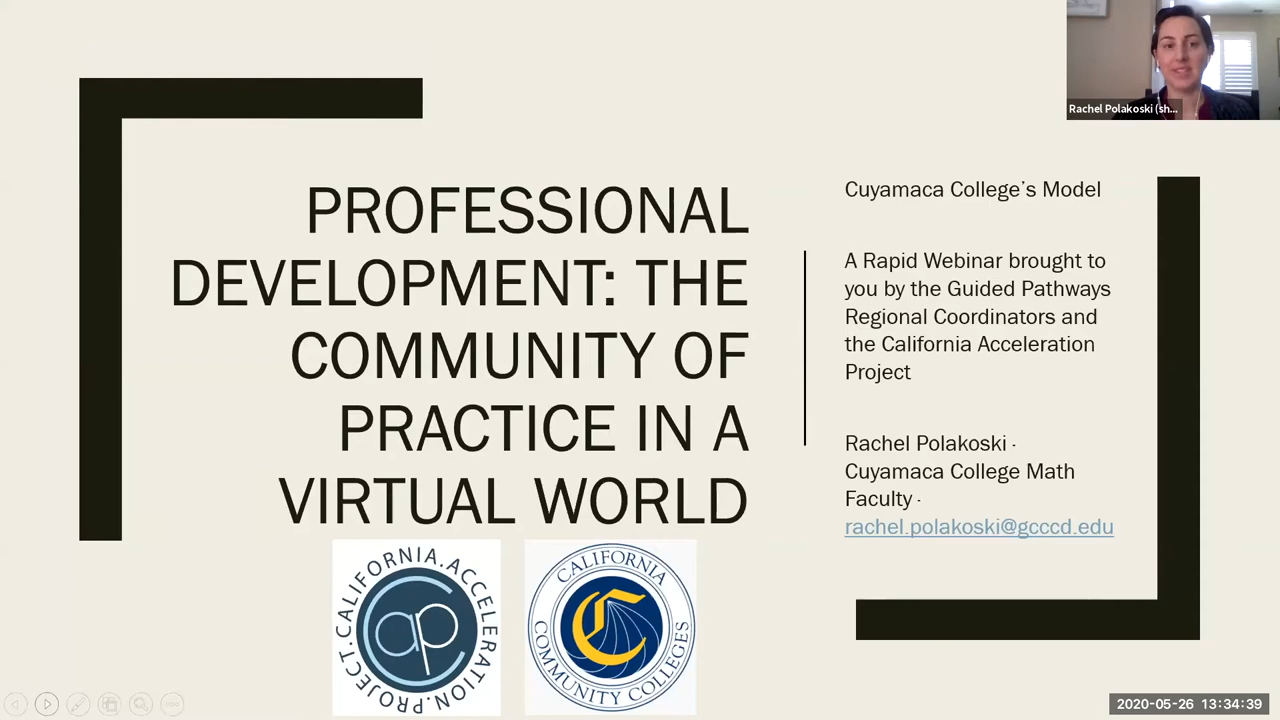 Rachel Polakoski (sh...
PROFESSIONAL
DEVELOPMENT: THE
COMMUNITY OF
PRACTICE IN A
VIRTUAL WORLD
Cuyamaca College's Model
A Rapid Webinar brought to
you by the Guided Pathways
Regional Coordinators and
the California Acceleration
Project
Rachel Polakoski ·
Cuyamaca College Math
Faculty ·
rachel.polakoski@gcccd.edu
CALIFORNIA.ACCELERATION.PROJECT.
cap
CALIFORNIA
COMMUNITY COLLEGES
C
2020-05-26 13:34:39